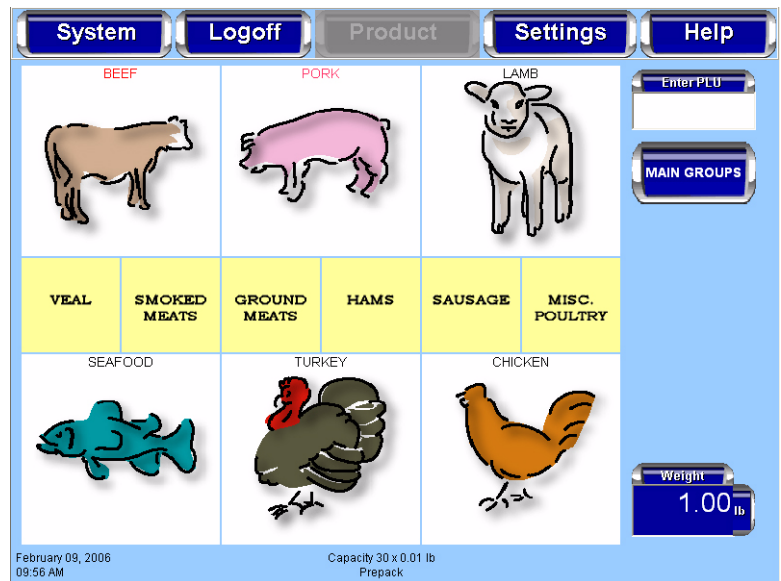 System Logoff Product Settings Help
BEEF PORK LAMB
Enter PLU
MAIN GROUPS
VEAL SMOKED MEATS GROUND MEATS HAMS SAUSAGE MISC. POULTRY
SEAFOOD TURKEY CHICKEN
Weight
1.00 lb
February 09, 2006 Capacity 30 x 0.01 lb
09:56 AM Prepack